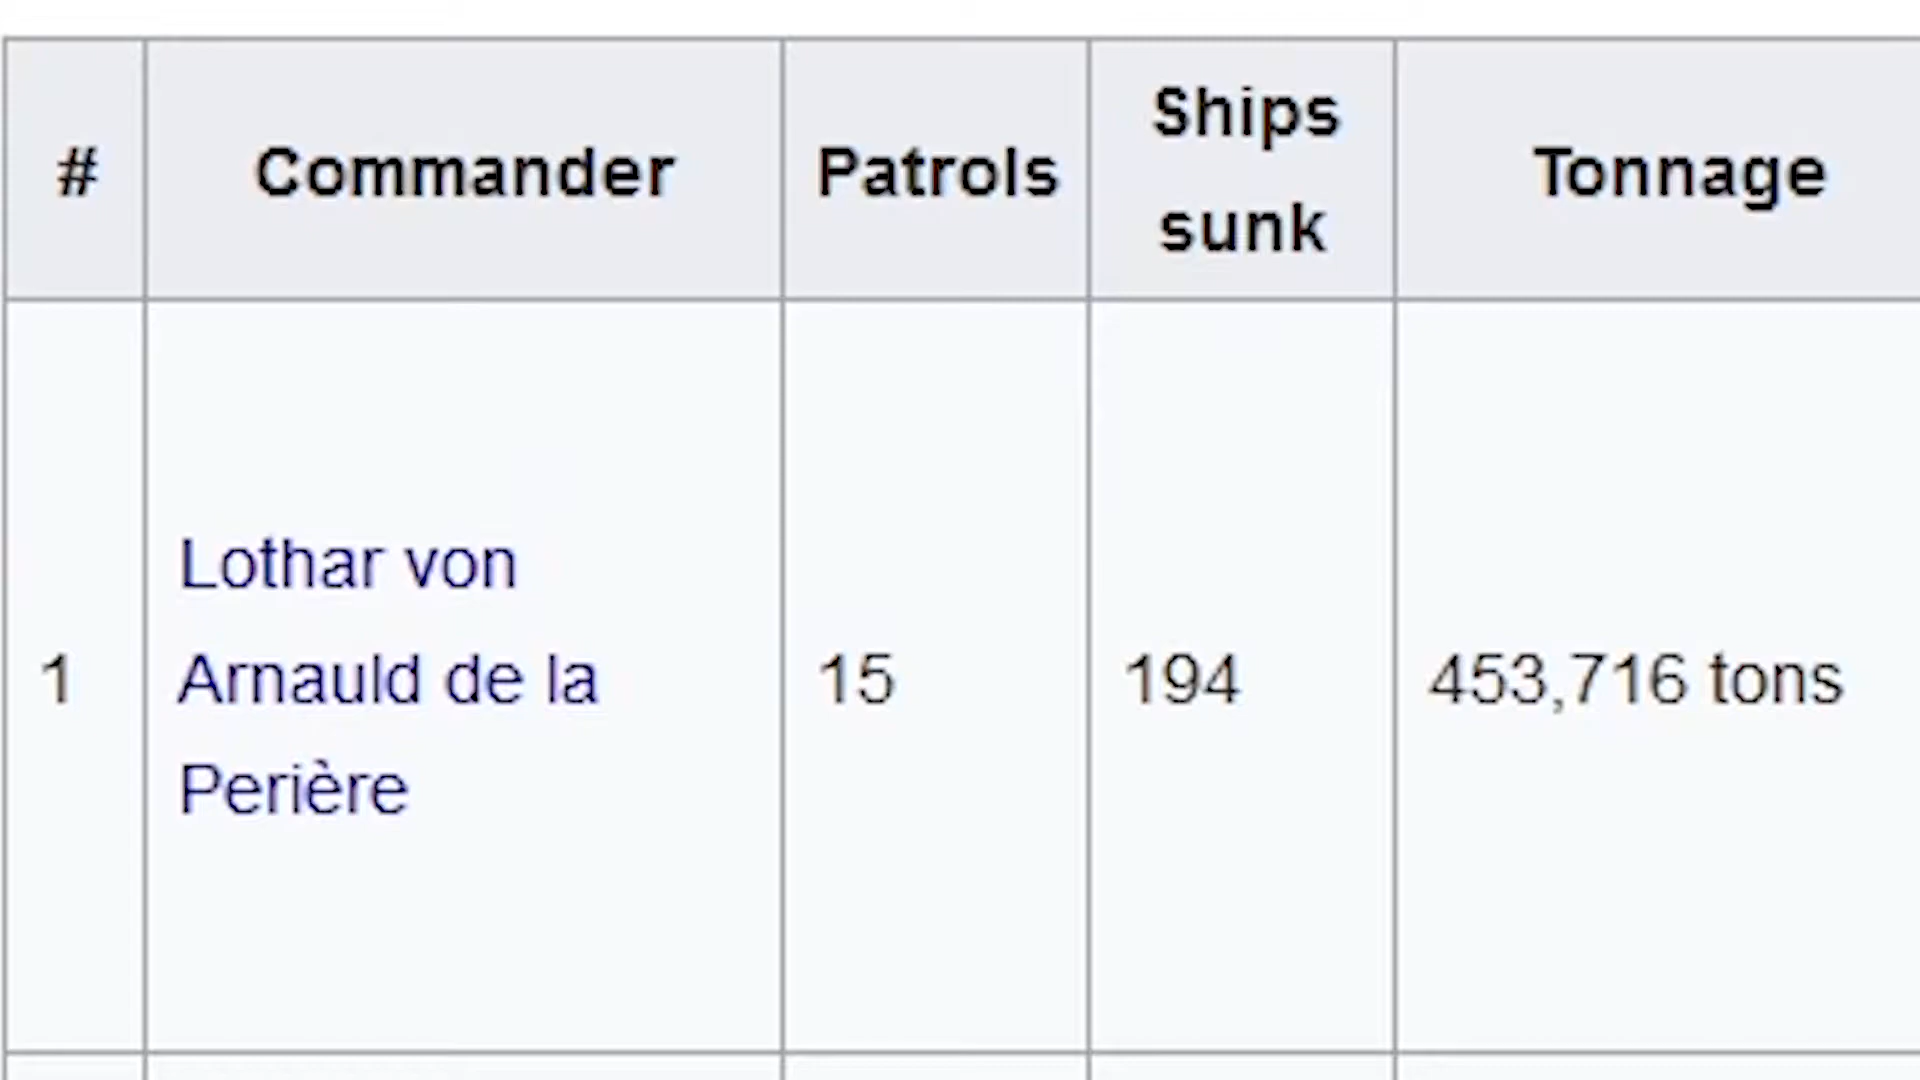 # Commander Patrols Ships sunk Tonnage
1 Lothar von Arnauld de la Perière 15 194 453,716 tons